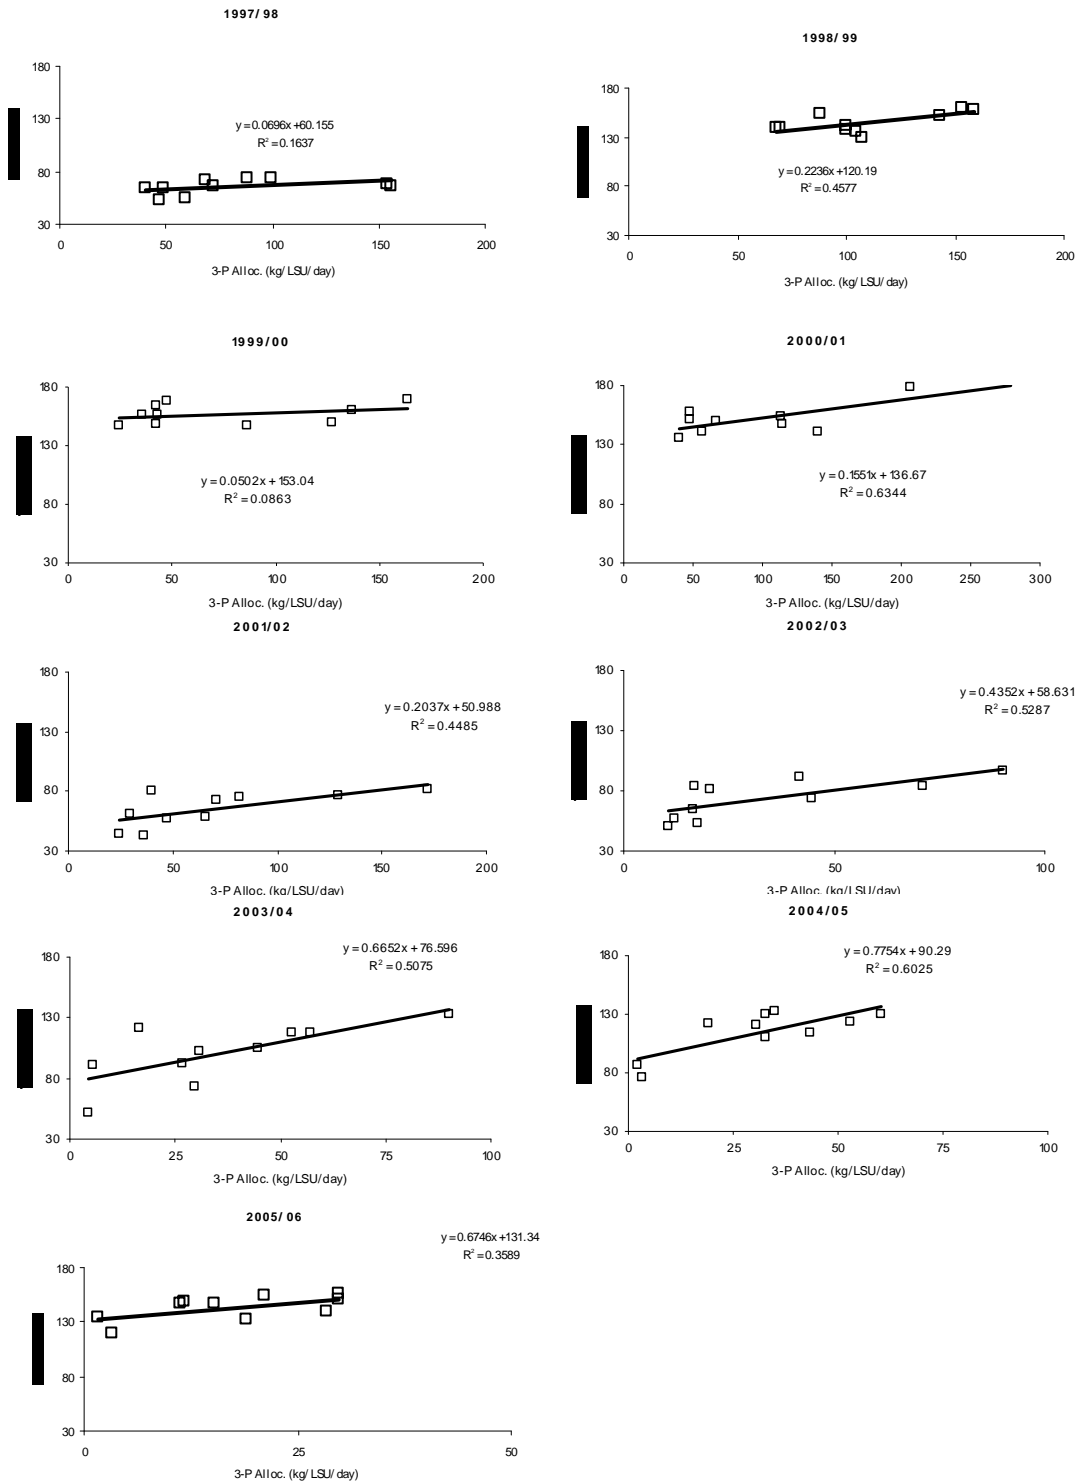 1997/98
180
130
80
30
y = 0.0696x + 60.155
R² = 0.1637
0 50 100 150 200
3-P Alloc. (kg/LSU/day)
1998/99
180
130
80
30
y = 0.2236x + 120.19
R² = 0.4577
0 50 100 150 200
3-P Alloc. (kg/LSU/day)
1999/00
180
130
80
30
y = 0.0502x + 153.04
R² = 0.0863
0 50 100 150 200
3-P Alloc. (kg/LSU/day)
2000/01
180
130
80
30
y = 0.1551x + 136.67
R² = 0.6344
0 50 100 150 200 250 300
3-P Alloc. (kg/LSU/day)
2001/02
180
130
80
30
y = 0.2037x + 50.988
R² = 0.4485
0 50 100 150 200
3-P Alloc. (kg/LSU/day)
2002/03
180
130
80
30
y = 0.4352x + 58.631
R² = 0.5287
0 50 100
3-P Alloc. (kg/LSU/day)
2003/04
180
130
80
30
y = 0.6652x + 76.596
R² = 0.5075
0 25 50 75 100
3-P Alloc. (kg/LSU/day)
2004/05
180
130
80
30
y = 0.7754x + 90.29
R² = 0.6025
0 25 50 75 100
3-P Alloc. (kg/LSU/day)
2005/06
180
130
80
30
y = 0.6746x + 131.34
R² = 0.3589
0 25 50
3-P Alloc. (kg/LSU/day)